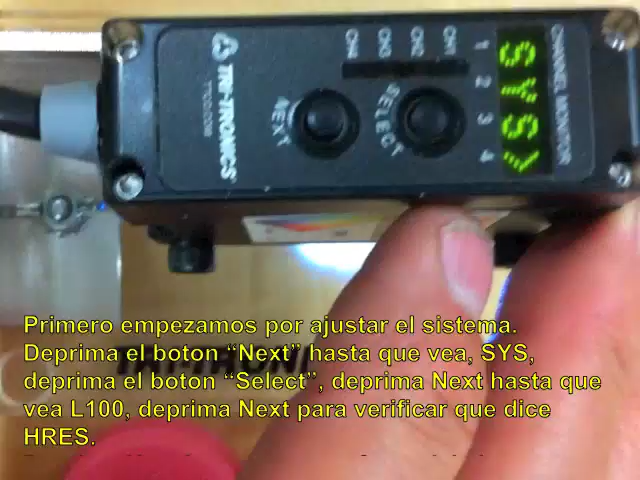 TRI-TRONICS
NEXT
SELECT
CH4
CH3
CH2
CH1
1
2
3
4
SYS>
CHANNEL MONITOR
Primero empezamos por ajustar el sistema.
Deprima el boton “Next” hasta que vea, SYS,
deprima el boton “Select”, deprima Next hasta que
vea L100, deprima Next para verificar que dice
HRES.